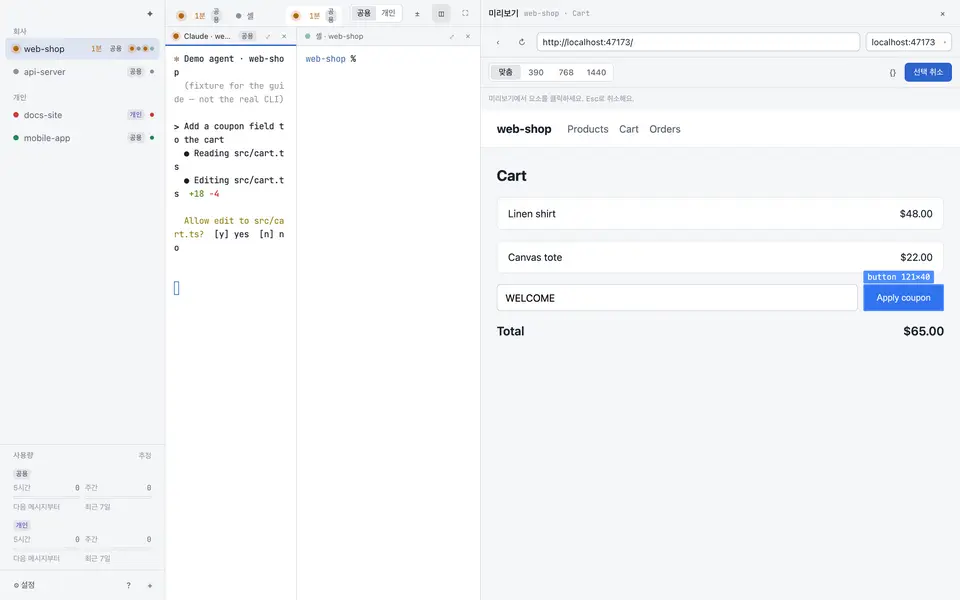 회사
web-shop 1분 공용
api-server 공용
개인
docs-site 개인
mobile-app 공용
사용량 추정
공용
5시간 0 주간 0
다음 메시지부터 최근 7일
개인
5시간 0 주간 0
다음 메시지부터 최근 7일
설정 ? +
1분 공용 셸 1분 공용 공용 개인
Claude · we... 공용
✻ Demo agent · web-sho
p
(fixture for the gui
de — not the real CLI)
> Add a coupon field t
o the cart
● Reading src/cart.t
s
● Editing src/cart.t
s +18 -4
Allow edit to src/ca
rt.ts? [y] yes [n] n
o
셸 · web-shop
web-shop %
미리보기 web-shop · Cart
http://localhost:47173/ localhost:47173
맞춤 390 768 1440 {} 선택 취소
미리보기에서 요소를 클릭하세요. Esc로 취소해요.
web-shop Products Cart Orders
Cart
Linen shirt $48.00
Canvas tote $22.00
button 121×40
WELCOME Apply coupon
Total $65.00